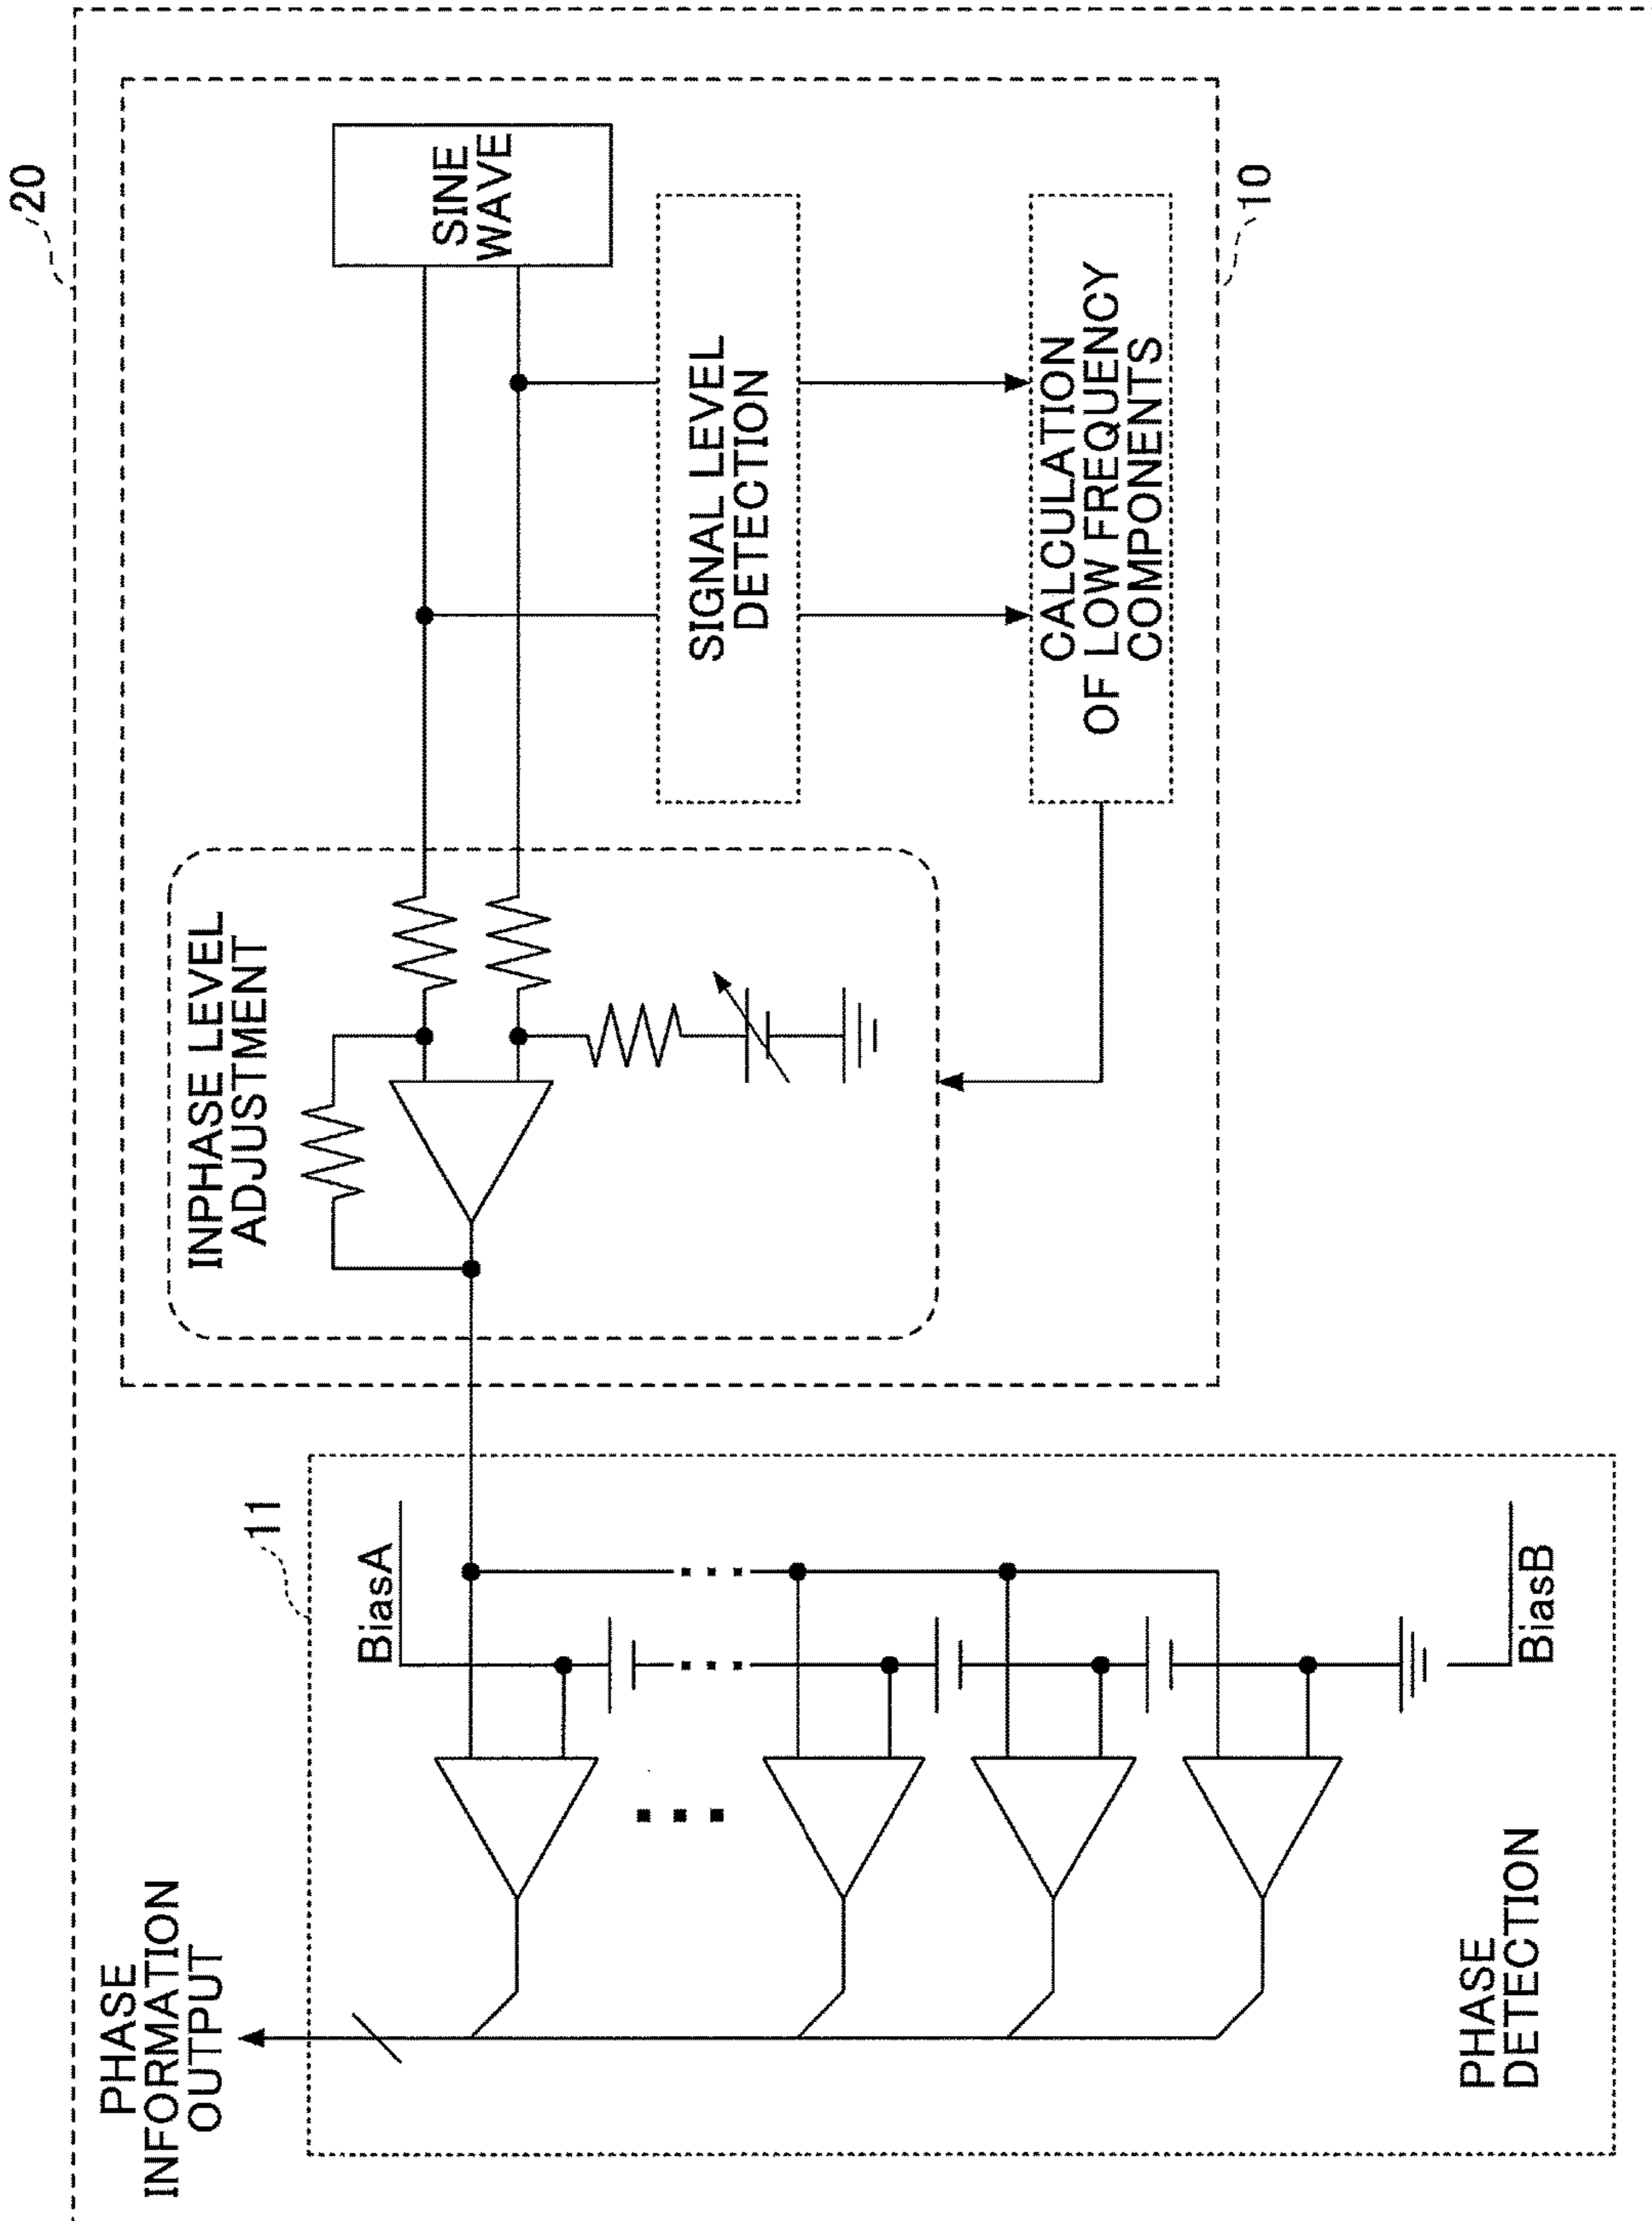 20
SINE
WAVE
10
SIGNAL LEVEL
DETECTION
CALCULATION
OF LOW FREQUENCY
COMPONENTS
INPHASE LEVEL
ADJUSTMENT
11
BiasA
BiasB
PHASE
INFORMATION
OUTPUT
PHASE
DETECTION